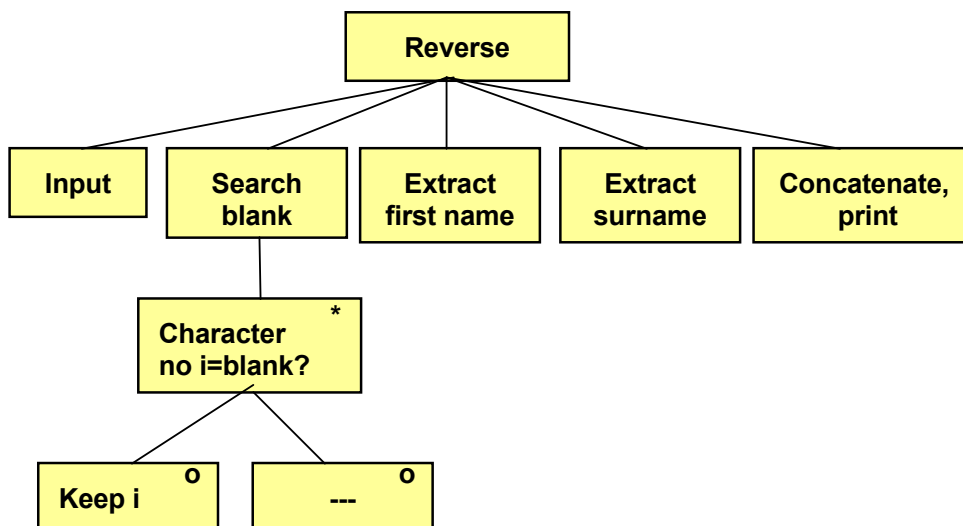 Reverse
Input
Search
blank
Extract
first name
Extract
surname
Concatenate,
print
*
Character
no i=blank?
o
Keep i
o
---